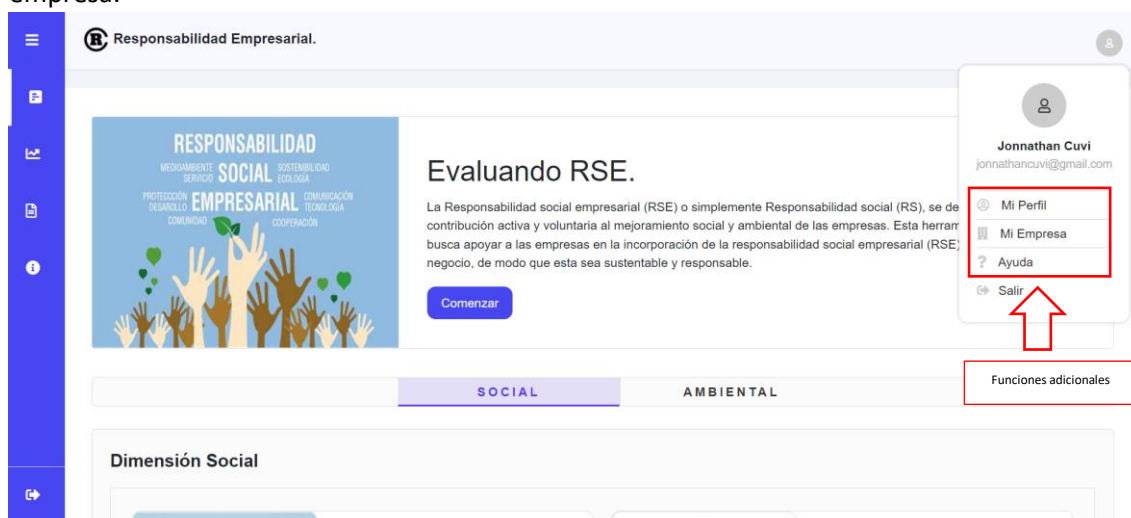 empresa.
Responsabilidad Empresarial.
RESPONSABILIDAD
MEDIOAMBIENTE SOCIAL SOSTENIBILIDAD
SERVICIO ECOLOGÍA
PROTECCIÓN EMPRESARIAL COMUNICACIÓN
DESAROLLO TECNOLOGÍA
COMUNIDAD COOPERACIÓN
Evaluando RSE.
La Responsabilidad social empresarial (RSE) o simplemente Responsabilidad social (RS), se de
contribución activa y voluntaria al mejoramiento social y ambiental de las empresas. Esta herram
busca apoyar a las empresas en la incorporación de la responsabilidad social empresarial (RSE)
negocio, de modo que esta sea sustentable y responsable.
Comenzar
Jonnathan Cuvi
jonnathancuvi@gmail.com
Mi Perfil
Mi Empresa
? Ayuda
Salir
Funciones adicionales
SOCIAL AMBIENTAL
Dimensión Social